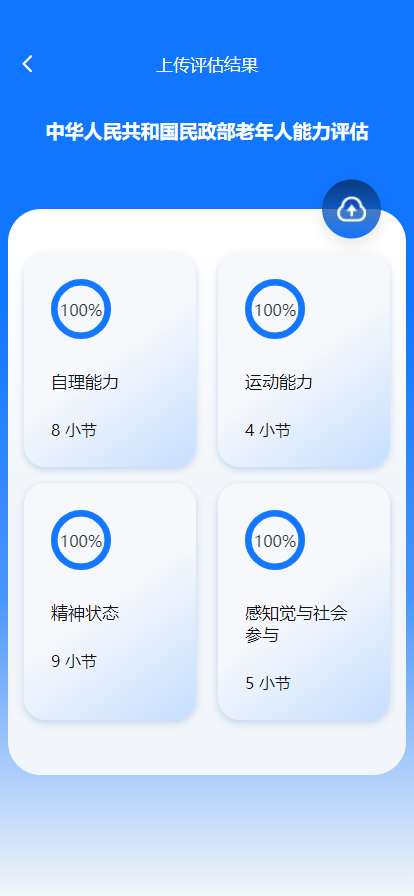 上传评估结果
中华人民共和国民政部老年人能力评估
100%
自理能力
8 小节
100%
运动能力
4 小节
100%
精神状态
9 小节
100%
感知觉与社会
参与
5 小节